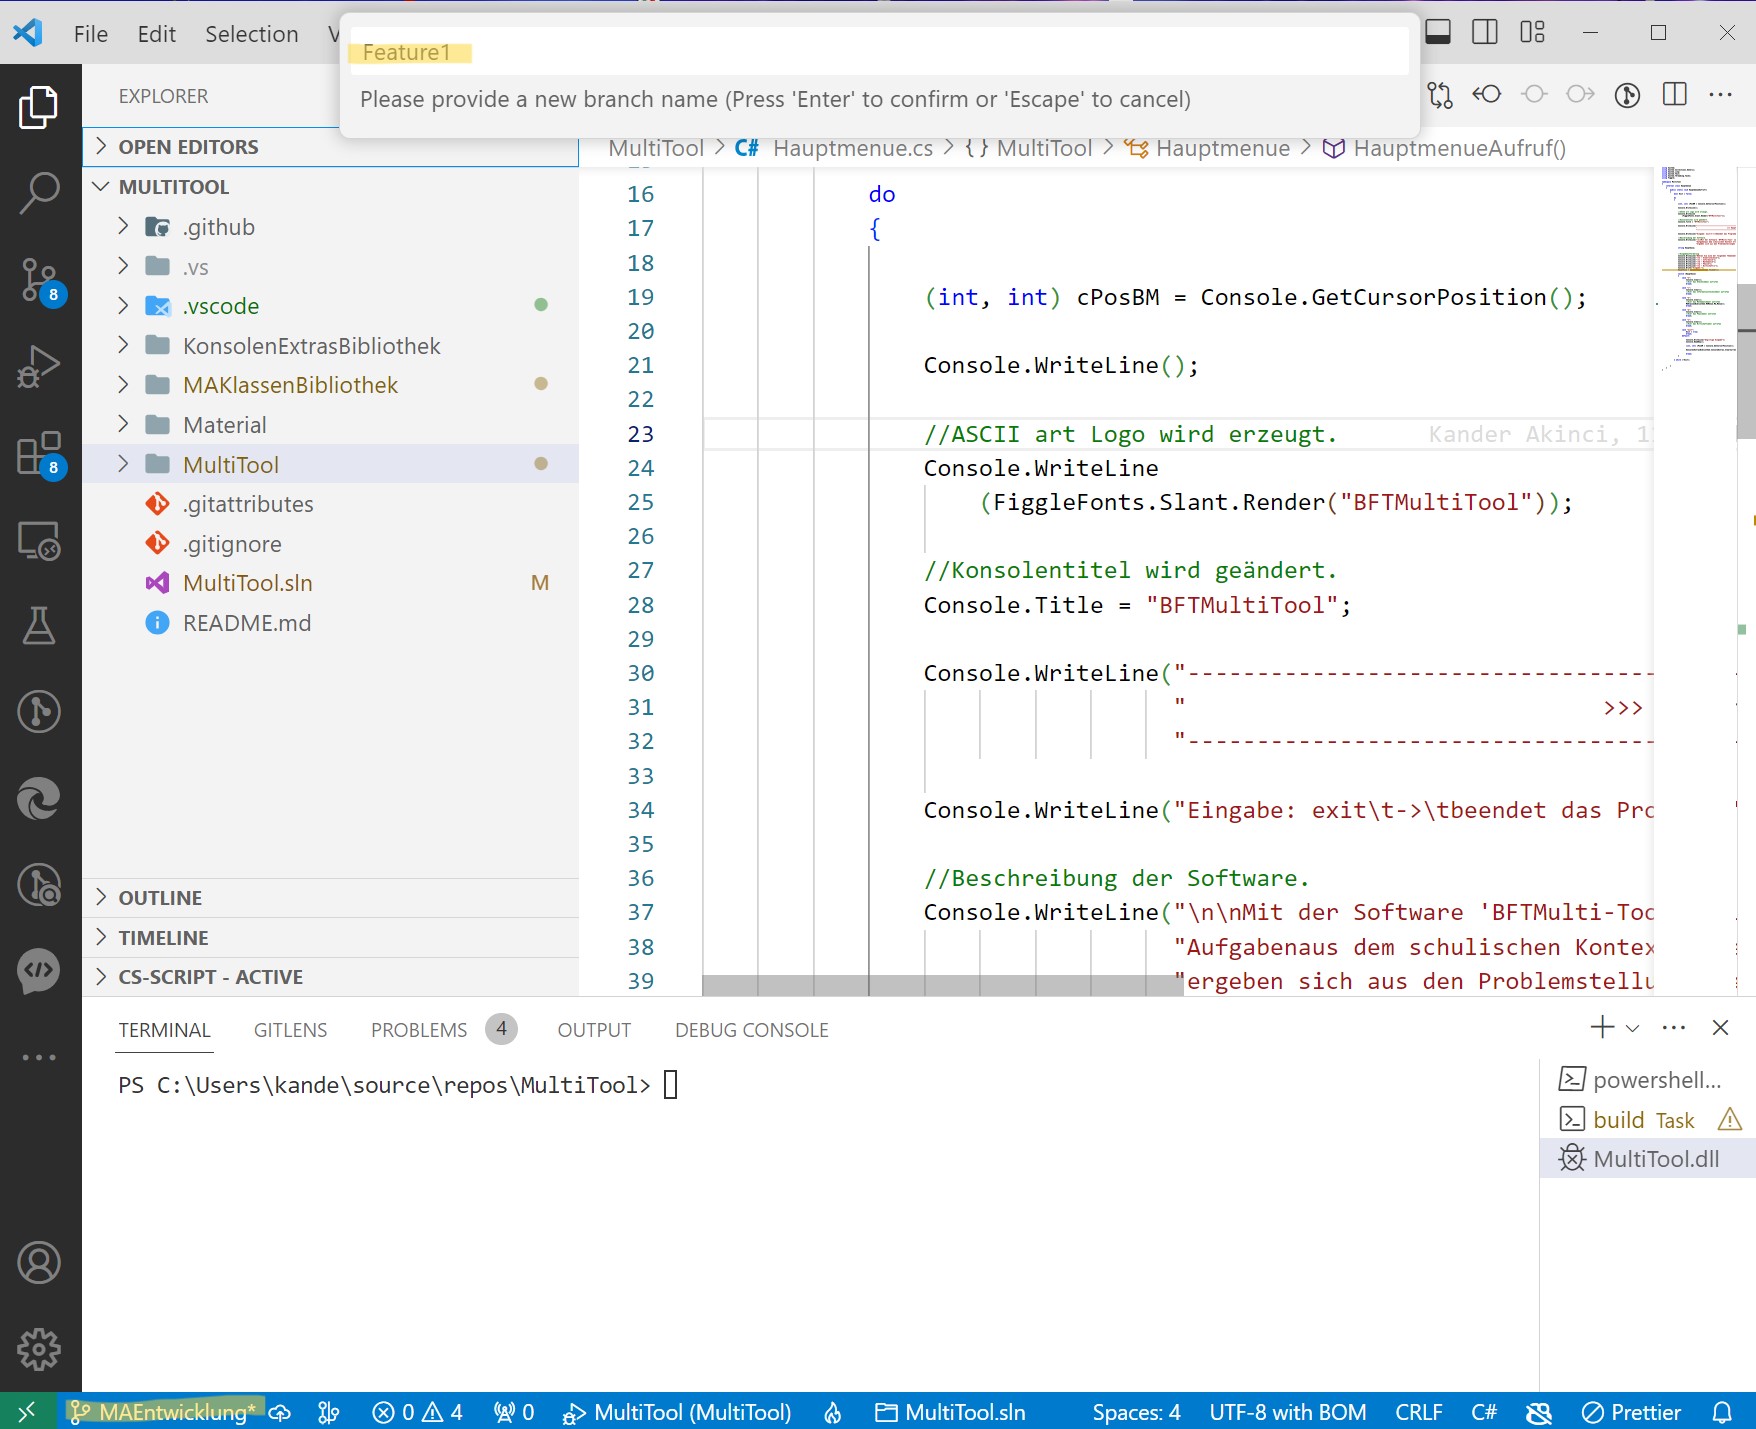 File Edit Selection V
Feature1
Please provide a new branch name (Press 'Enter' to confirm or 'Escape' to cancel)
EXPLORER
OPEN EDITORS
MULTITOOL
.github
.vs
.vscode
KonsolenExtrasBibliothek
MAKlassenBibliothek
Material
MultiTool
.gitattributes
.gitignore
MultiTool.sln M
README.md
OUTLINE
TIMELINE
CS-SCRIPT - ACTIVE
8
8
MultiTool > C# Hauptmenue.cs > {} MultiTool > Hauptmenue > HauptmenueAufruf()
16 do
17 {
18
19 (int, int) cPosBM = Console.GetCursorPosition();
20
21 Console.WriteLine();
22
23 //ASCII art Logo wird erzeugt. Kander Akinci, 1
24 Console.WriteLine
25 (FiggleFonts.Slant.Render("BFTMultiTool"));
26
27 //Konsolentitel wird geändert.
28 Console.Title = "BFTMultiTool";
29
30 Console.WriteLine("----------------------------------
31 " >>>
32 "----------------------------------
33
34 Console.WriteLine("Eingabe: exit\t->\tbeendet das Pro
35
36 //Beschreibung der Software.
37 Console.WriteLine("\n\nMit der Software 'BFTMulti-Too
38 "Aufgabenaus dem schulischen Kontex
39 "ergeben sich aus den Problemstellu
TERMINAL GITLENS PROBLEMS 4 OUTPUT DEBUG CONSOLE
PS C:\Users\kande\source\repos\MultiTool>
powershell...
build Task
MultiTool.dll
MAEntwicklung* 0 4 0 MultiTool (MultiTool) MultiTool.sln Spaces: 4 UTF-8 with BOM CRLF C# Prettier